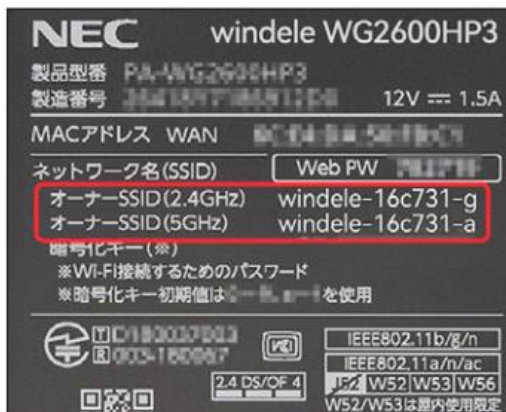 NEC windele WG2600HP3
製品型番 PA-WG2600HP3
製造番号 12V 1.5A
MACアドレス WAN
ネットワーク名(SSID) Web PW
オーナーSSID(2.4GHz) windele-16c731-g
オーナーSSID(5GHz) windele-16c731-a
暗号化キー(※)
※Wi-Fi接続するためのパスワード
※暗号化キー初期値は を使用
IEEE802.11b/g/n
IEEE802.11a/n/ac
2.4 DS/OF 4 J52 W52 W53 W56
W52/W53は屋内使用限定